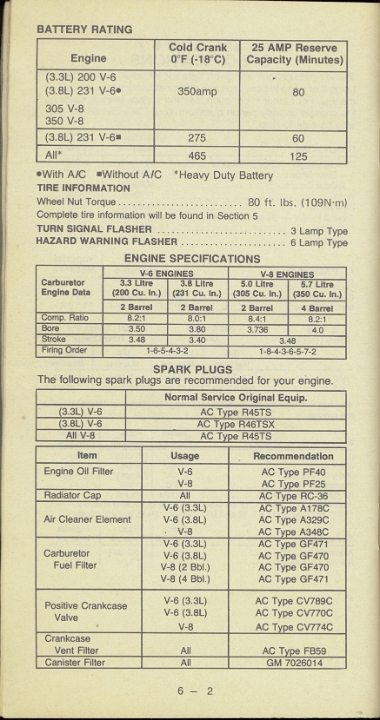 BATTERY RATING
Engine Cold Crank 0°F (-18°C) 25 AMP Reserve Capacity (Minutes)
(3.3L) 200 V-6
(3.8L) 231 V-6● 350amp 80
305 V-8
350 V-8
(3.8L) 231 V-6■ 275 60
All* 465 125
●With A/C ■Without A/C *Heavy Duty Battery
TIRE INFORMATION
Wheel Nut Torque ........................ 80 ft. lbs. (109N·m)
Complete tire information will be found in Section 5
TURN SIGNAL FLASHER ........................ 3 Lamp Type
HAZARD WARNING FLASHER .................... 6 Lamp Type
ENGINE SPECIFICATIONS
V-6 ENGINES V-8 ENGINES
Carburetor Engine Data 3.3 Litre (200 Cu. In.) 3.8 Litre (231 Cu. In.) 5.0 Litre (305 Cu. In.) 5.7 Litre (350 Cu. In.)
2 Barrel 2 Barrel 2 Barrel 4 Barrel
Comp. Ratio 8.2:1 8.0:1 8.4:1 8.2:1
Bore 3.50 3.80 3.736 4.0
Stroke 3.48 3.40 3.48
Firing Order 1-6-5-4-3-2 1-8-4-3-6-5-7-2
SPARK PLUGS
The following spark plugs are recommended for your engine.
Normal Service Original Equip.
(3.3L) V-6 AC Type R45TS
(3.8L) V-6 AC Type R46TSX
All V-8 AC Type R45TS
Item Usage Recommendation
Engine Oil Filter V-6 AC Type PF40
V-8 AC Type PF25
Radiator Cap All AC Type RC-36
V-6 (3.3L) AC Type A178C
Air Cleaner Element V-6 (3.8L) AC Type A329C
V-8 AC Type A348C
V-6 (3.3L) AC Type GF471
Carburetor V-6 (3.8L) AC Type GF470
Fuel Filter V-8 (2 Bbl.) AC Type GF470
V-8 (4 Bbl.) AC Type GF471
Positive Crankcase V-6 (3.3L) AC Type CV789C
Valve V-6 (3.8L) AC Type CV770C
V-8 AC Type CV774C
Crankcase
Vent Filter All AC Type FB59
Canister Filter All GM 7026014
6 – 2